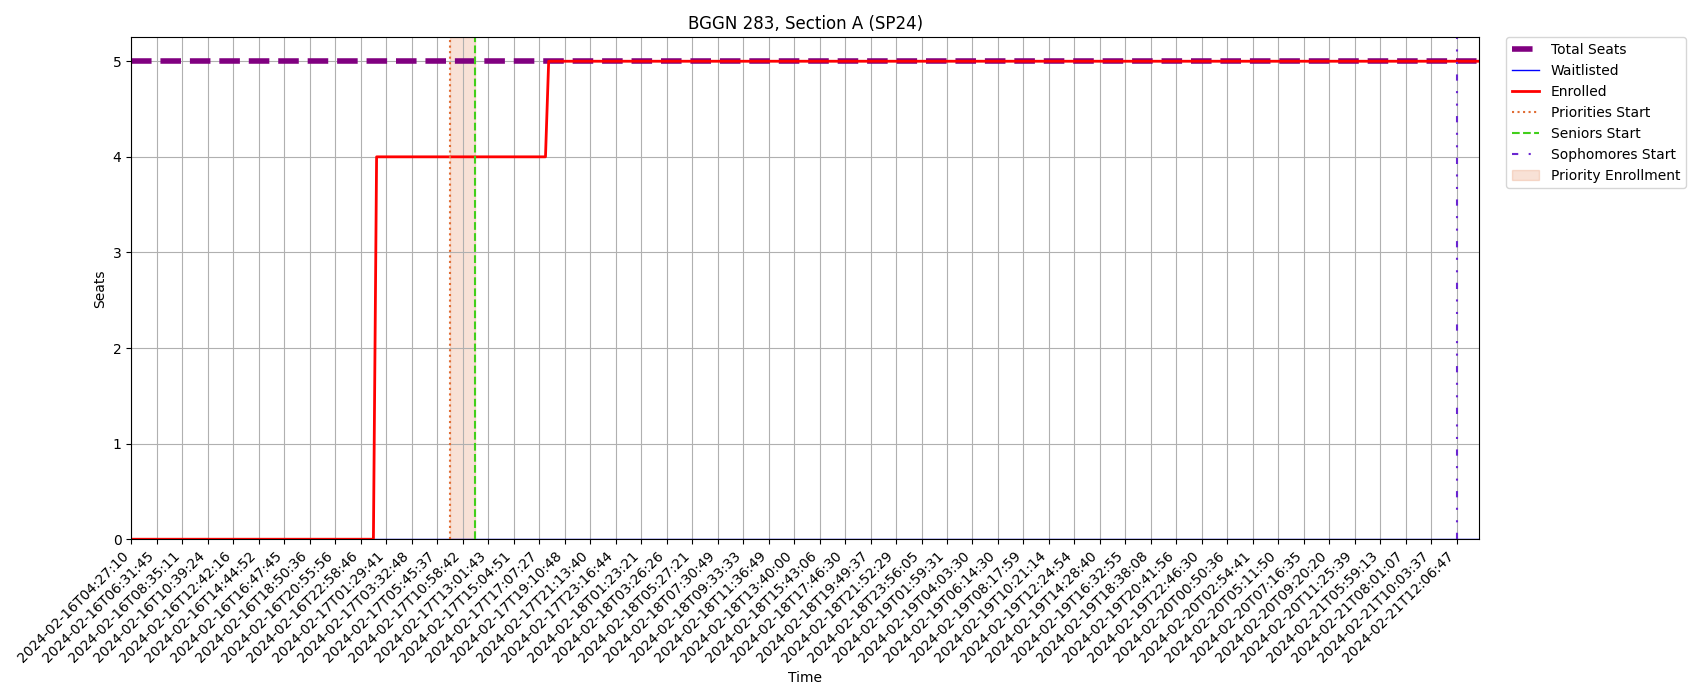 BGGN 283, Section A (SP24)
Total Seats
Waitlisted
Enrolled
Priorities Start
Seniors Start
Sophomores Start
Priority Enrollment
Seats
5
4
3
2
1
0
2024-02-16T04:27:10
2024-02-16T06:31:45
2024-02-16T08:35:11
2024-02-16T10:39:24
2024-02-16T12:42:16
2024-02-16T14:44:52
2024-02-16T16:47:45
2024-02-16T18:50:36
2024-02-16T20:55:56
2024-02-16T22:58:46
2024-02-17T01:29:41
2024-02-17T03:32:48
2024-02-17T05:45:37
2024-02-17T10:58:42
2024-02-17T13:01:43
2024-02-17T15:04:51
2024-02-17T17:07:27
2024-02-17T19:10:48
2024-02-17T21:13:40
2024-02-17T23:16:44
2024-02-18T01:23:21
2024-02-18T03:26:26
2024-02-18T05:27:21
2024-02-18T07:30:49
2024-02-18T09:33:33
2024-02-18T11:36:49
2024-02-18T13:40:00
2024-02-18T15:43:06
2024-02-18T17:46:30
2024-02-18T19:49:37
2024-02-18T21:52:29
2024-02-18T23:56:05
2024-02-19T01:59:31
2024-02-19T04:03:30
2024-02-19T06:14:30
2024-02-19T08:17:59
2024-02-19T10:21:14
2024-02-19T12:24:54
2024-02-19T14:28:40
2024-02-19T16:32:55
2024-02-19T18:38:08
2024-02-19T20:41:56
2024-02-19T22:46:30
2024-02-20T00:50:36
2024-02-20T02:54:41
2024-02-20T05:11:50
2024-02-20T07:16:35
2024-02-20T09:20:20
2024-02-20T11:25:39
2024-02-21T05:59:13
2024-02-21T08:01:07
2024-02-21T10:03:37
2024-02-21T12:06:47
Time